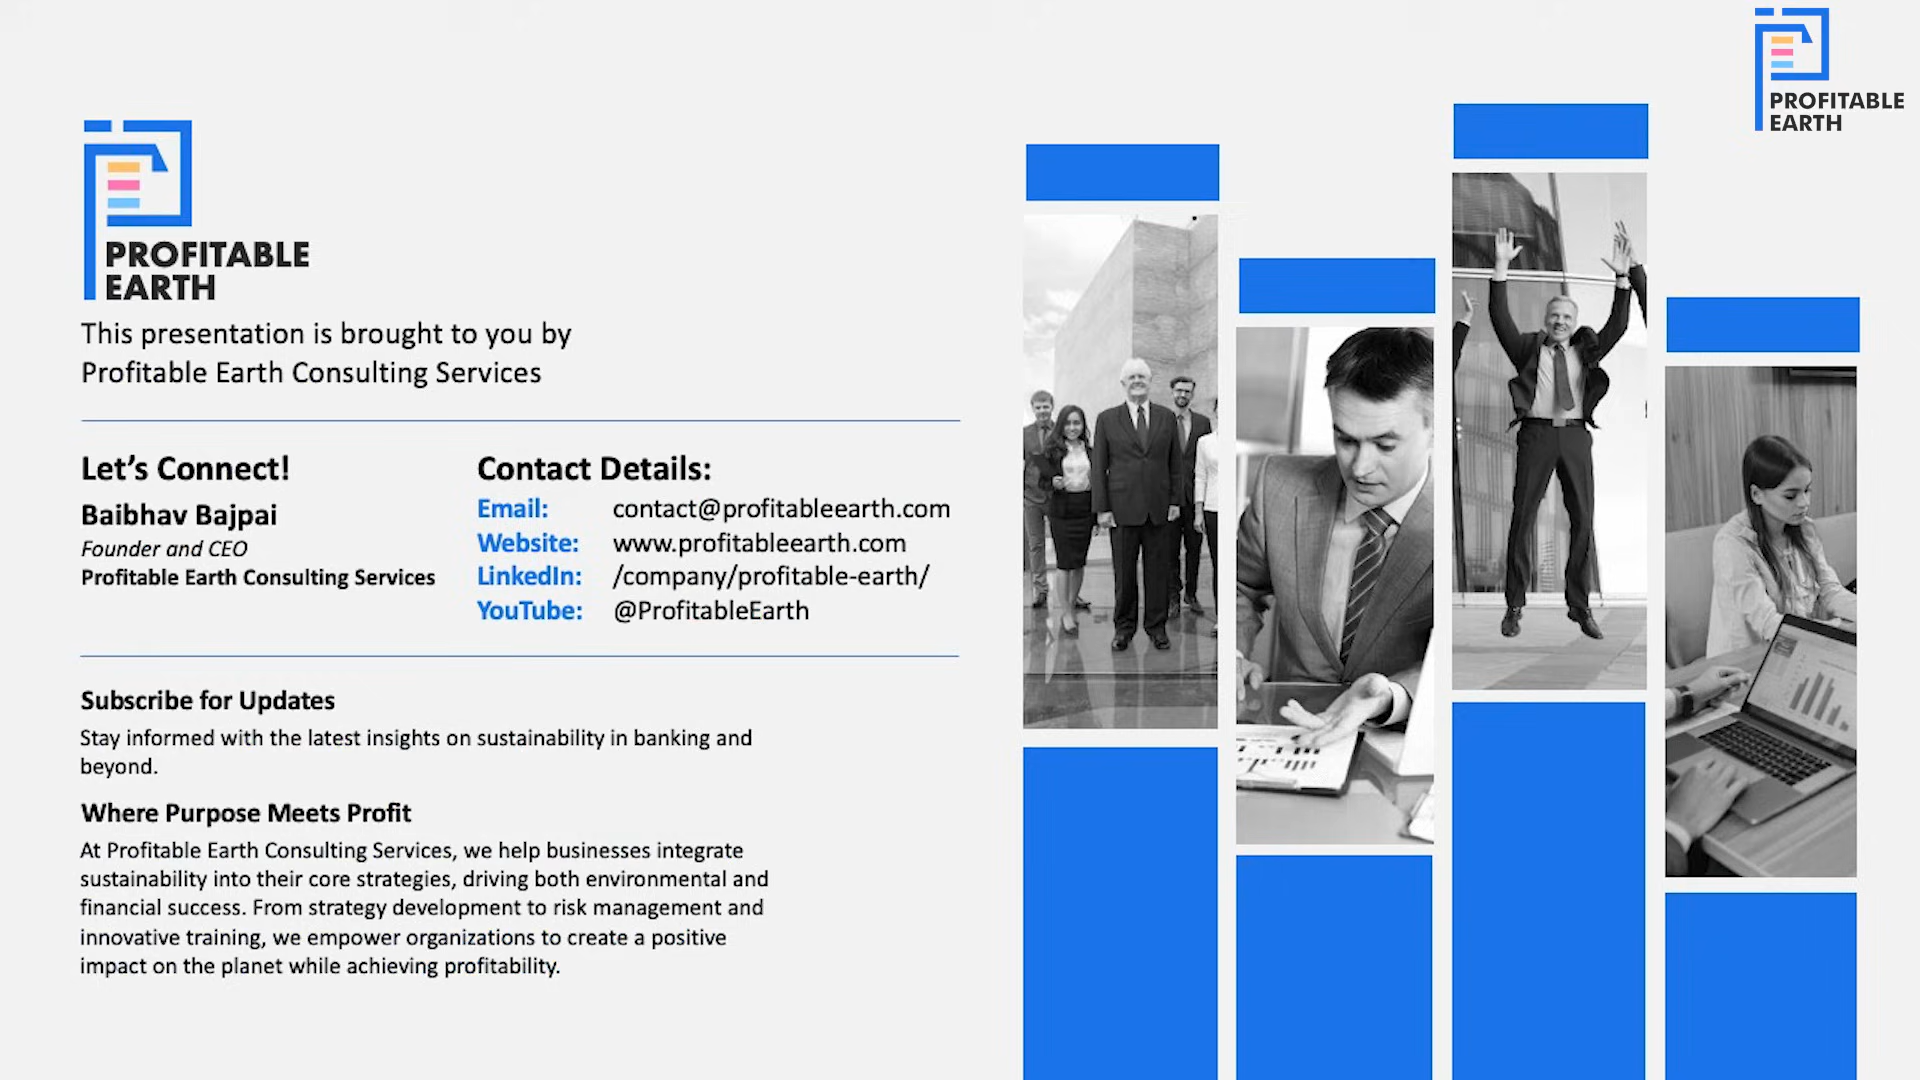 PROFITABLE
EARTH
PROFITABLE
EARTH
This presentation is brought to you by
Profitable Earth Consulting Services
Let’s Connect!
Baibhav Bajpai
Founder and CEO
Profitable Earth Consulting Services
Contact Details:
Email: contact@profitableearth.com
Website: www.profitableearth.com
LinkedIn: /company/profitable-earth/
YouTube: @ProfitableEarth
Subscribe for Updates
Stay informed with the latest insights on sustainability in banking and
beyond.
Where Purpose Meets Profit
At Profitable Earth Consulting Services, we help businesses integrate
sustainability into their core strategies, driving both environmental and
financial success. From strategy development to risk management and
innovative training, we empower organizations to create a positive
impact on the planet while achieving profitability.